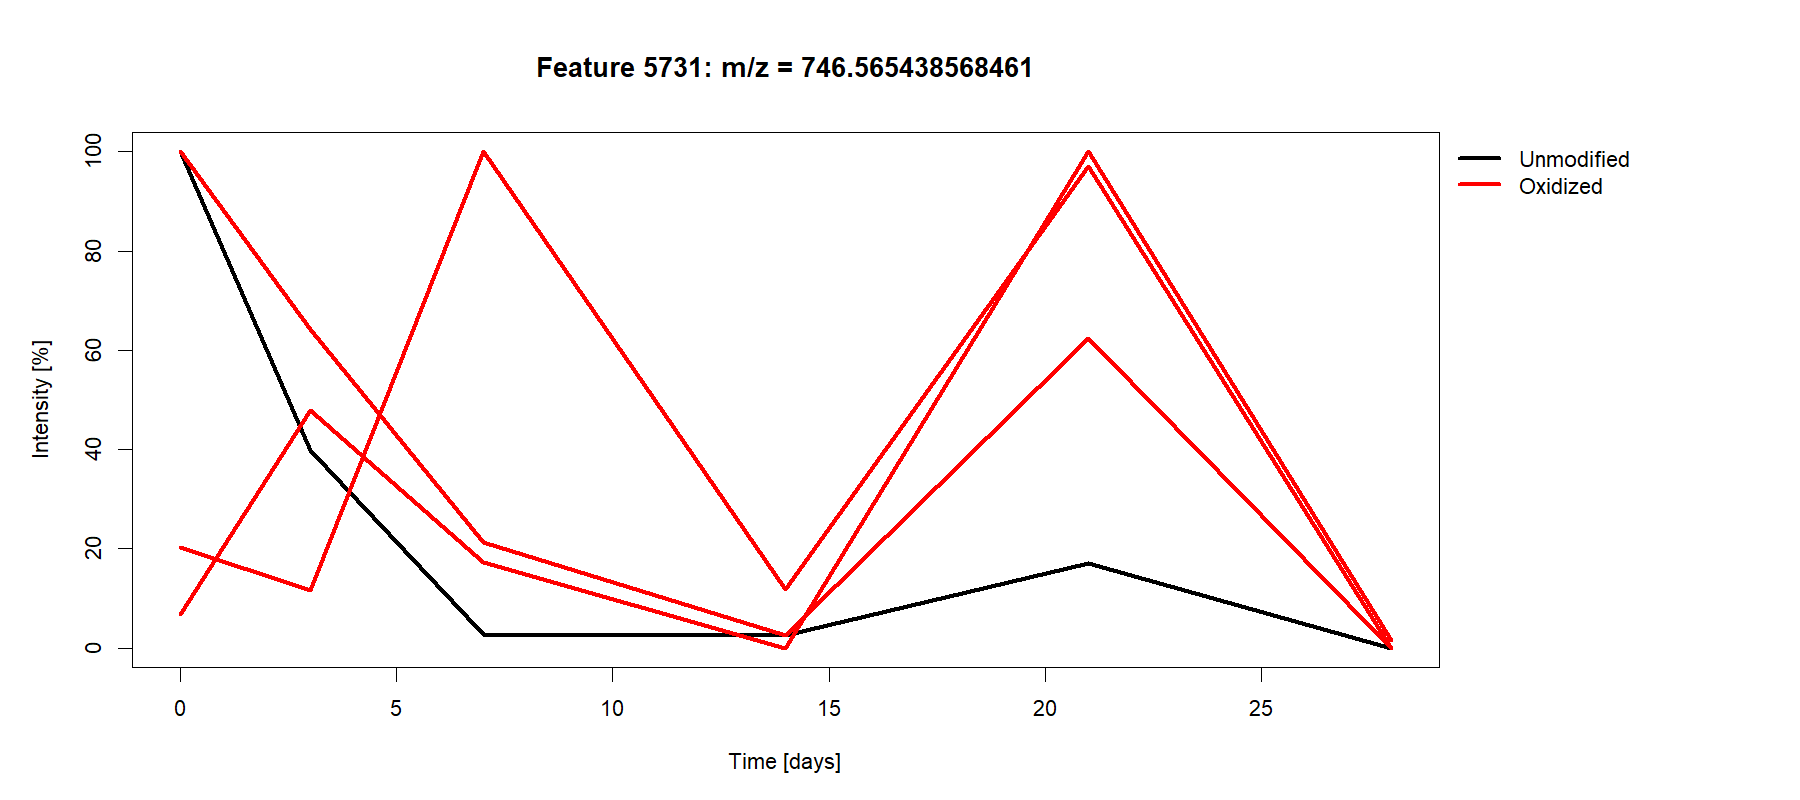 Feature 5731: m/z = 746.565438568461
Unmodified
Oxidized
Intensity [%]
100
80
60
40
20
0
0 5 10 15 20 25
Time [days]